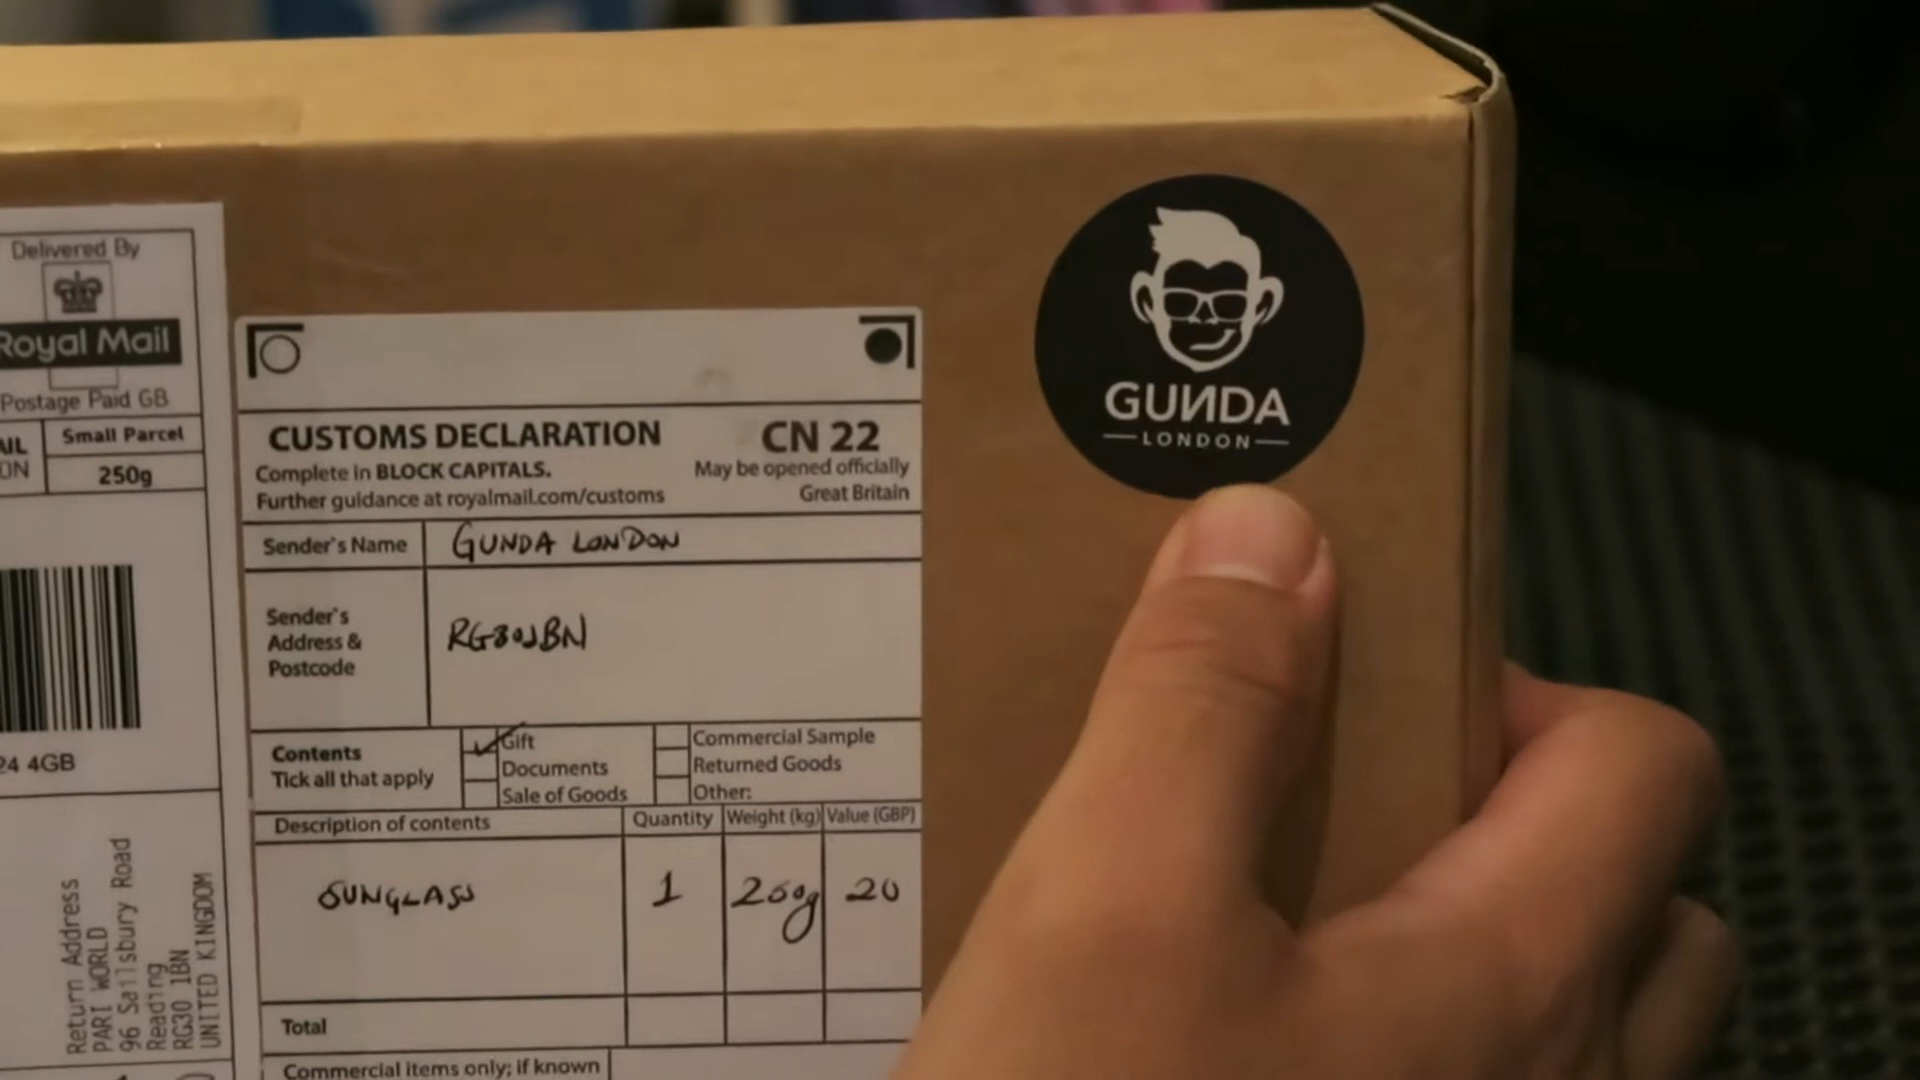 Delivered By
Royal Mail
Postage Paid GB
Small Parcel
250g
24 4GB
Return Address
PARI WORLD
96 Sailsbury Road
Reading
RG30 1BN
UNITED KINGDOM
CUSTOMS DECLARATION CN 22
Complete in BLOCK CAPITALS. May be opened officially
Further guidance at royalmail.com/customs Great Britain
Sender's Name GUNDA LONDON
Sender's
Address &
Postcode
RG301BN
Contents
Tick all that apply
Gift
Documents
Sale of Goods
Commercial Sample
Returned Goods
Other:
Description of contents Quantity Weight (kg) Value (GBP)
SUNGLASS 1 200g 20
Total
Commercial items only; if known
GUNDA
LONDON